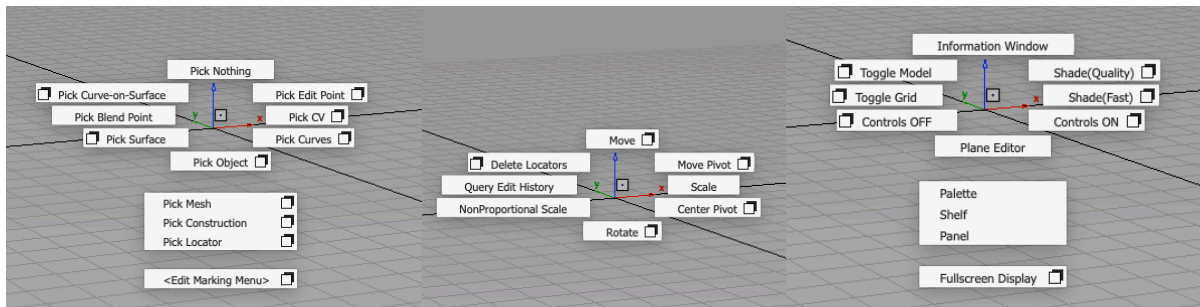 Pick Nothing
Pick Curve-on-Surface
Pick Edit Point
Pick Blend Point
Pick CV
Pick Surface
Pick Curves
Pick Object
Pick Mesh
Pick Construction
Pick Locator
<Edit Marking Menu>
y
x
Move
Delete Locators
Move Pivot
Query Edit History
Scale
NonProportional Scale
Center Pivot
Rotate
y
x
Information Window
Toggle Model
Shade(Quality)
Toggle Grid
Shade(Fast)
Controls OFF
Controls ON
Plane Editor
Palette
Shelf
Panel
Fullscreen Display
y
x